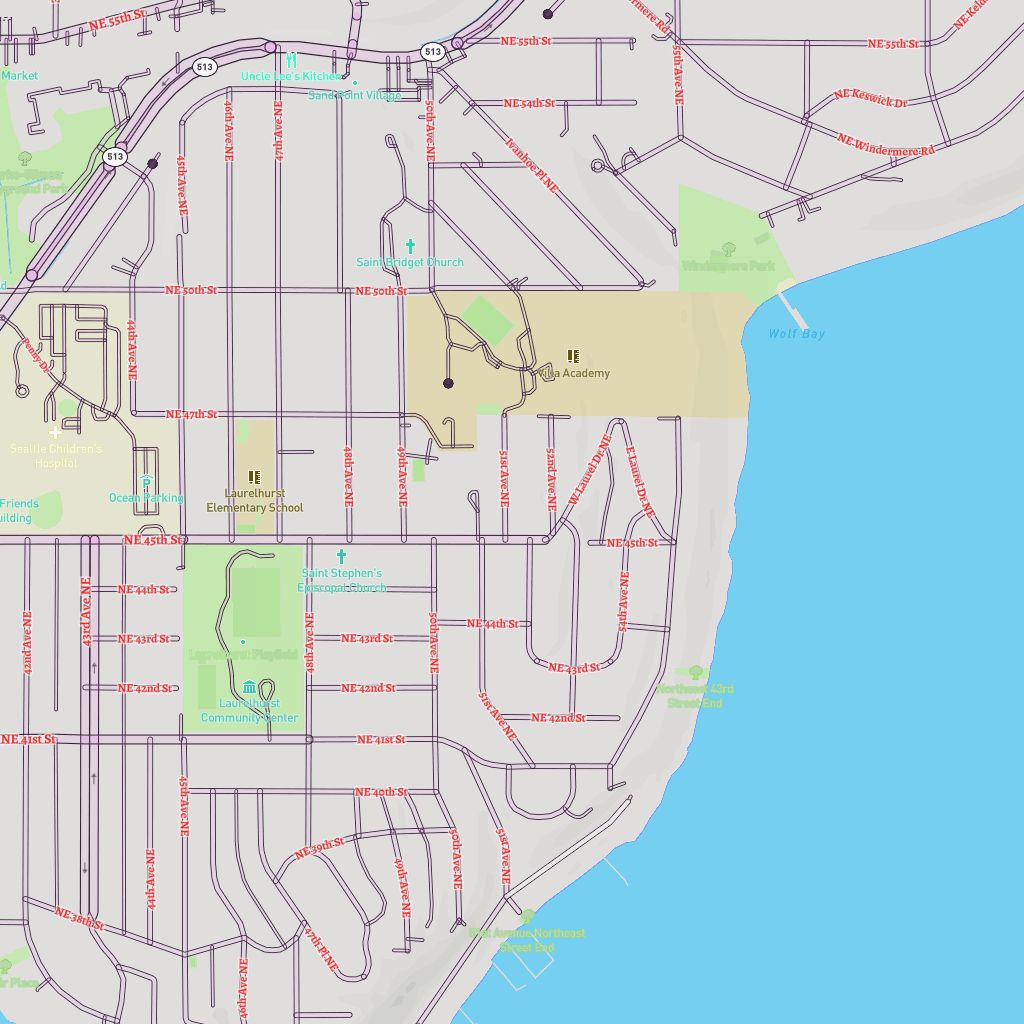 NE 55th St
513
NE 55th St
NE 55th St
NE Windermere Rd
55th Ave NE
Market
Uncle Lee's Kitchen
513
Sand Point Village
NE 54th St
NE Keswick Dr
46th Ave NE
47th Ave NE
50th Ave NE
Ivanhoe Pl NE
NE Windermere Rd
513
45th Ave NE
Saint Bridget Church
Windermere Park
NE 50th St
NE 50th St
Wolf Bay
44th Ave NE
Penny Dr
Villa Academy
NE 47th St
Seattle Children's
Hospital
48th Ave NE
49th Ave NE
51st Ave NE
52nd Ave NE
W Laurel Dr NE
E Laurel Dr NE
Laurelhurst
Elementary School
Ocean Parking
Friends
NE 45th St
NE 45th St
Saint Stephen's
Episcopal Church
NE 44th St
42nd Ave NE
43rd Ave NE
48th Ave NE
50th Ave NE
54th Ave NE
NE 44th St
NE 43rd St
NE 43rd St
Laurelhurst Playfield
NE 43rd St
NE 42nd St
NE 42nd St
Laurelhurst
Community Center
Northeast 43rd
Street End
51st Ave NE
NE 42nd St
NE 41st St
NE 41st St
45th Ave NE
NE 40th St
NE 39th St
44th Ave NE
49th Ave NE
50th Ave NE
51st Ave NE
NE 38th St
47th Pl NE
51st Avenue Northeast
Street End
46th Ave NE
Place